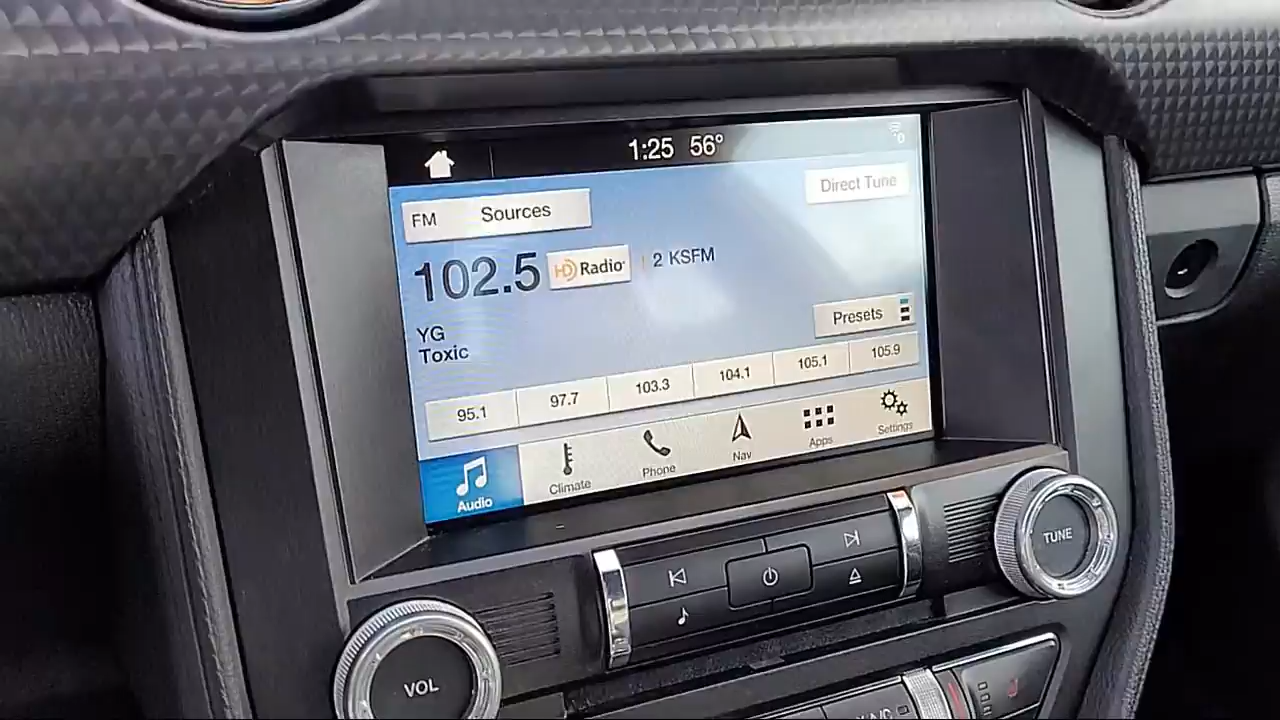 1:25 56°
0
FM Sources
Direct Tune
102.5 HD Radio 2 KSFM
YG
Toxic
Presets
95.1 97.7 103.3 104.1 105.1 105.9
Audio Climate Phone Nav Apps Settings
VOL
TUNE
A/C